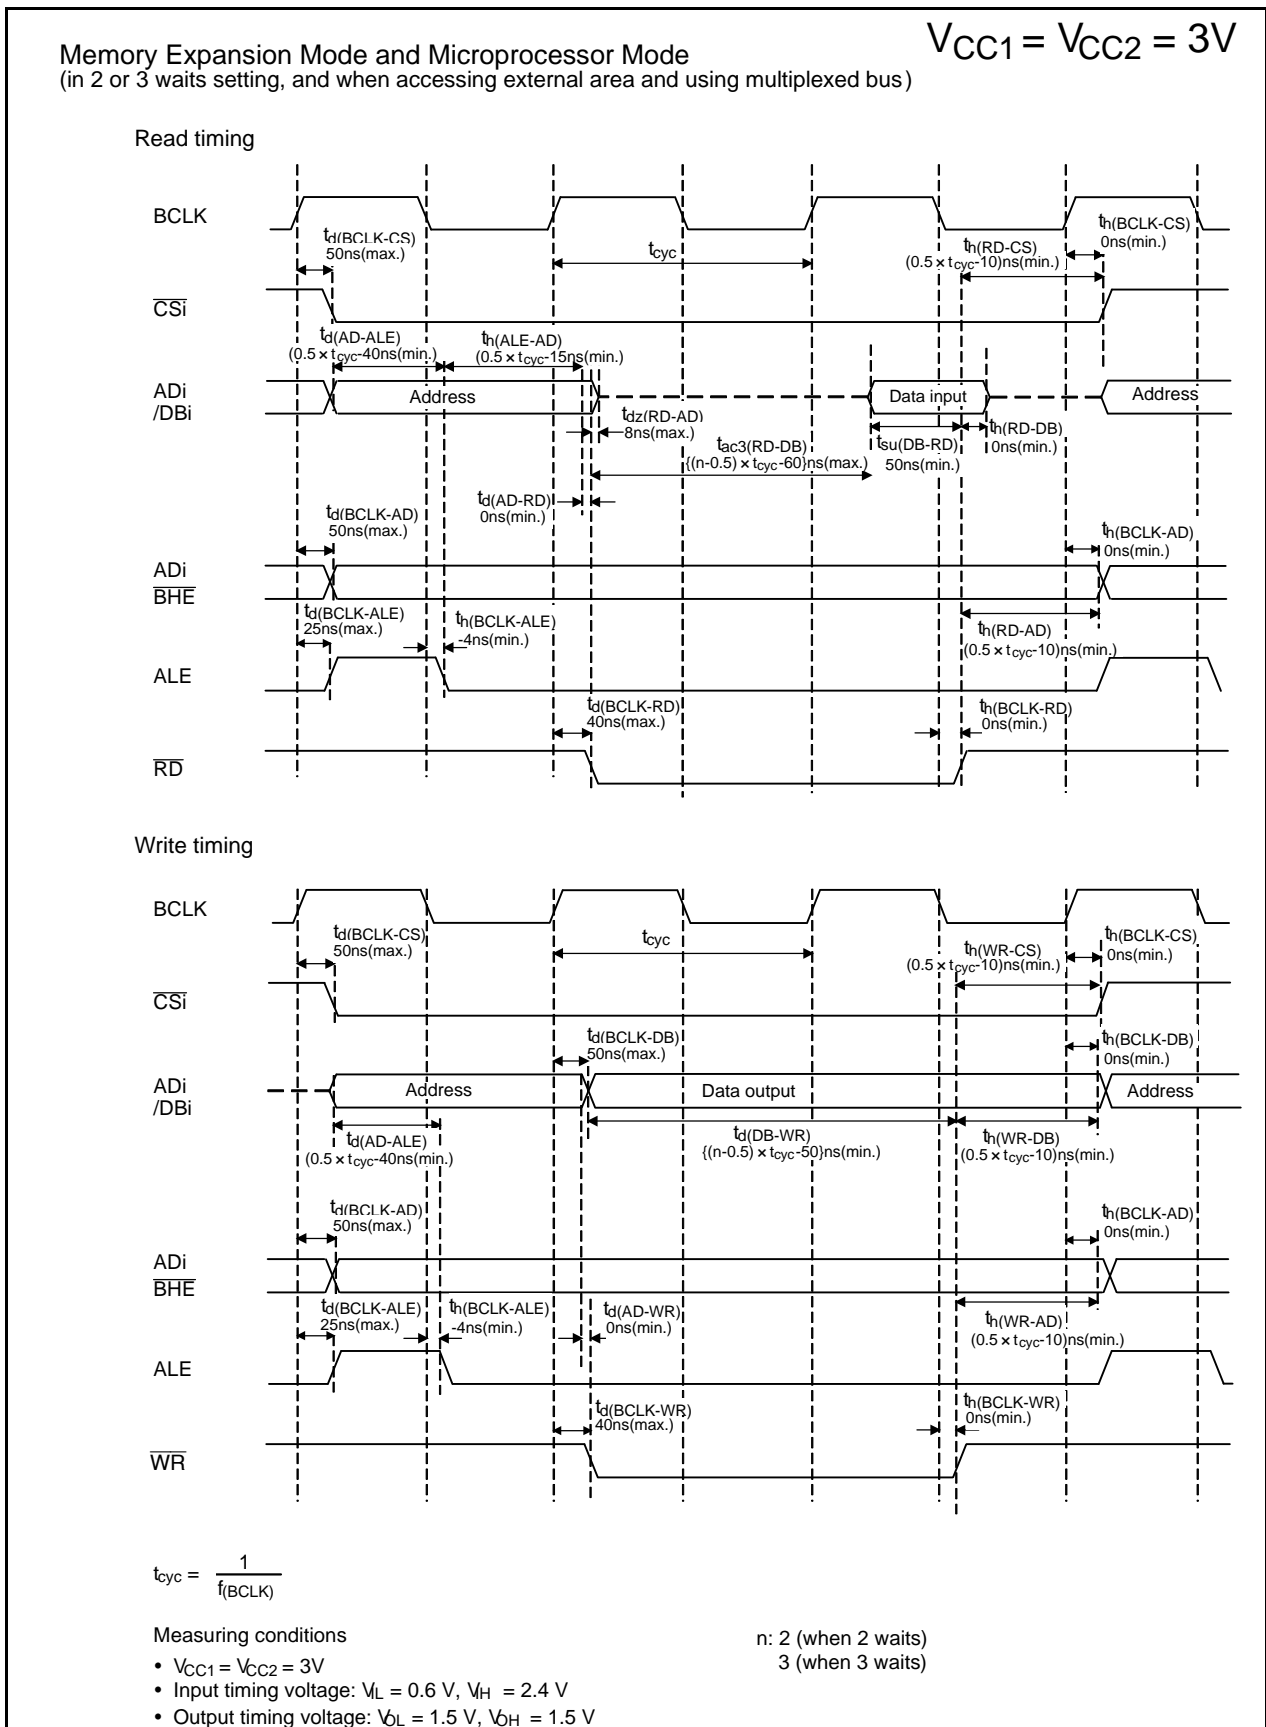 VCC1 = VCC2 = 3V
Memory Expansion Mode and Microprocessor Mode
(in 2 or 3 waits setting, and when accessing external area and using multiplexed bus)
Read timing
BCLK
td(BCLK-CS)
50ns(max.)
tcyc
th(RD-CS)
(0.5 × tcyc-10)ns(min.)
th(BCLK-CS)
0ns(min.)
CSi
td(AD-ALE)
(0.5 × tcyc-40ns(min.)
th(ALE-AD)
(0.5 × tcyc-15ns(min.)
ADi
/DBi
Address
Data input
Address
tdz(RD-AD)
8ns(max.)
tac3(RD-DB)
{(n-0.5) × tcyc-60}ns(max.)
tsu(DB-RD)
50ns(min.)
th(RD-DB)
0ns(min.)
td(AD-RD)
0ns(min.)
td(BCLK-AD)
50ns(max.)
th(BCLK-AD)
0ns(min.)
ADi
BHE
td(BCLK-ALE)
25ns(max.)
th(BCLK-ALE)
-4ns(min.)
th(RD-AD)
(0.5 × tcyc-10)ns(min.)
ALE
td(BCLK-RD)
40ns(max.)
th(BCLK-RD)
0ns(min.)
RD
Write timing
BCLK
td(BCLK-CS)
50ns(max.)
tcyc
th(WR-CS)
(0.5 × tcyc-10)ns(min.)
th(BCLK-CS)
0ns(min.)
CSi
td(BCLK-DB)
50ns(max.)
th(BCLK-DB)
0ns(min.)
ADi
/DBi
Address
Data output
Address
td(AD-ALE)
(0.5 × tcyc-40ns(min.)
td(DB-WR)
{(n-0.5) × tcyc-50}ns(min.)
th(WR-DB)
(0.5 × tcyc-10)ns(min.)
td(BCLK-AD)
50ns(max.)
th(BCLK-AD)
0ns(min.)
ADi
BHE
td(BCLK-ALE)
25ns(max.)
th(BCLK-ALE)
-4ns(min.)
td(AD-WR)
0ns(min.)
th(WR-AD)
(0.5 × tcyc-10)ns(min.)
ALE
td(BCLK-WR)
40ns(max.)
th(BCLK-WR)
0ns(min.)
WR
tcyc = 1
f(BCLK)
Measuring conditions
• VCC1 = VCC2 = 3V
• Input timing voltage: VIL = 0.6 V, VIH = 2.4 V
• Output timing voltage: VOL = 1.5 V, VOH = 1.5 V
n: 2 (when 2 waits)
3 (when 3 waits)